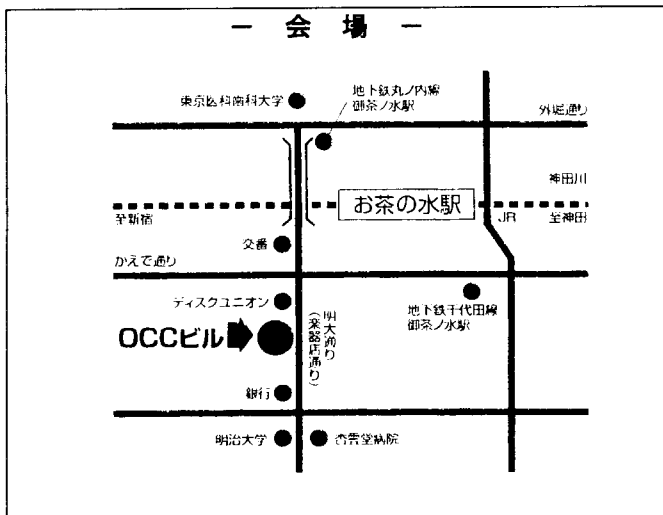 — 会 場 —
地下鉄丸ノ内線
御茶ノ水駅
東京医科歯科大学
外堀通り
神田川
お茶の水駅
至新宿
JR
至神田
交番
かえで通り
ディスクユニオン
地下鉄千代田線
御茶ノ水駅
明大通り
(楽器店通り)
OCCビル
銀行
明治大学
杏雲堂病院